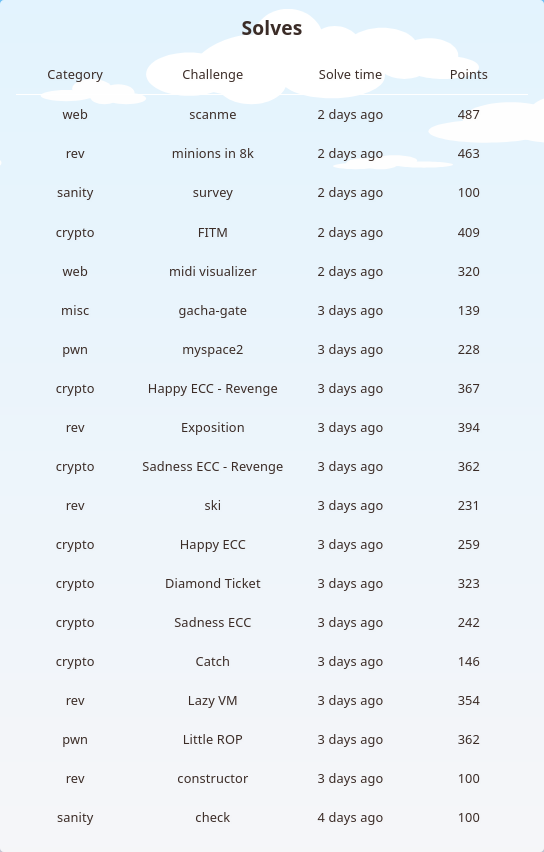 Solves
Category Challenge Solve time Points
web scanme 2 days ago 487
rev minions in 8k 2 days ago 463
sanity survey 2 days ago 100
crypto FITM 2 days ago 409
web midi visualizer 2 days ago 320
misc gacha-gate 3 days ago 139
pwn myspace2 3 days ago 228
crypto Happy ECC - Revenge 3 days ago 367
rev Exposition 3 days ago 394
crypto Sadness ECC - Revenge 3 days ago 362
rev ski 3 days ago 231
crypto Happy ECC 3 days ago 259
crypto Diamond Ticket 3 days ago 323
crypto Sadness ECC 3 days ago 242
crypto Catch 3 days ago 146
rev Lazy VM 3 days ago 354
pwn Little ROP 3 days ago 362
rev constructor 3 days ago 100
sanity check 4 days ago 100